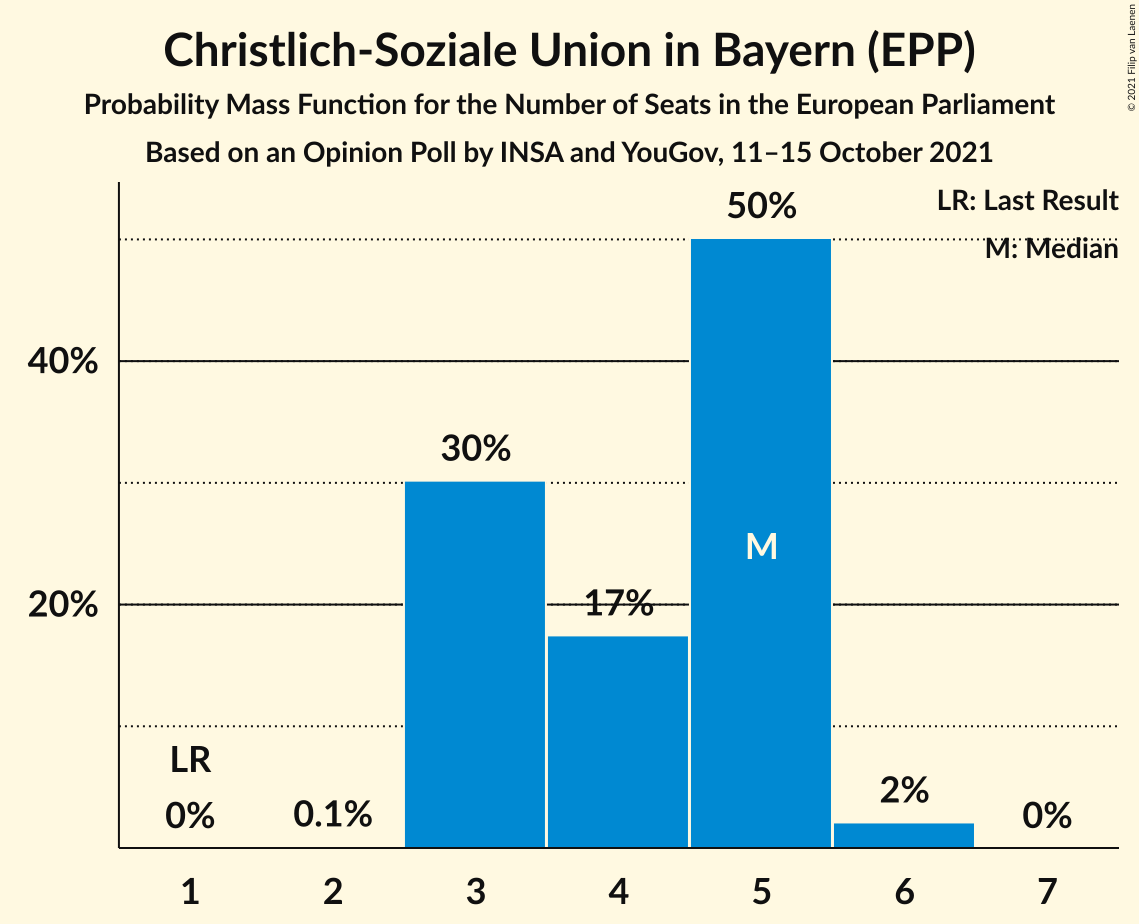 Christlich-Soziale Union in Bayern (EPP)
Probability Mass Function for the Number of Seats in the European Parliament
Based on an Opinion Poll by INSA and YouGov, 11–15 October 2021
© 2021 Filip van Laenen
LR: Last Result
M: Median
50%
40%
30%
M
20%
17%
LR
0%
0.1%
2%
0%
1 2 3 4 5 6 7